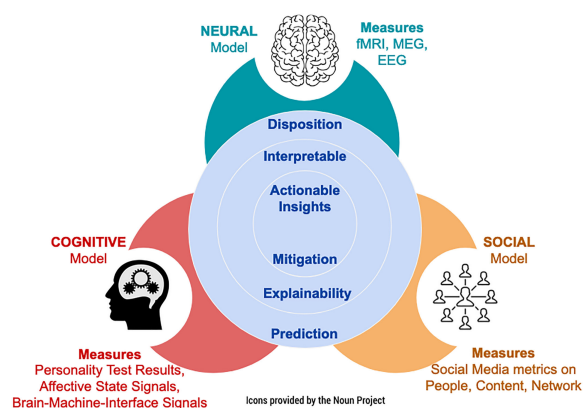 NEURAL
Model
Measures
fMRI, MEG,
EEG
Disposition
Interpretable
Actionable
Insights
Mitigation
Explainability
Prediction
COGNITIVE
Model
Measures
Personality Test Results,
Affective State Signals,
Brain-Machine-Interface Signals
SOCIAL
Model
Measures
Social Media metrics on
People, Content, Network
Icons provided by the Noun Project